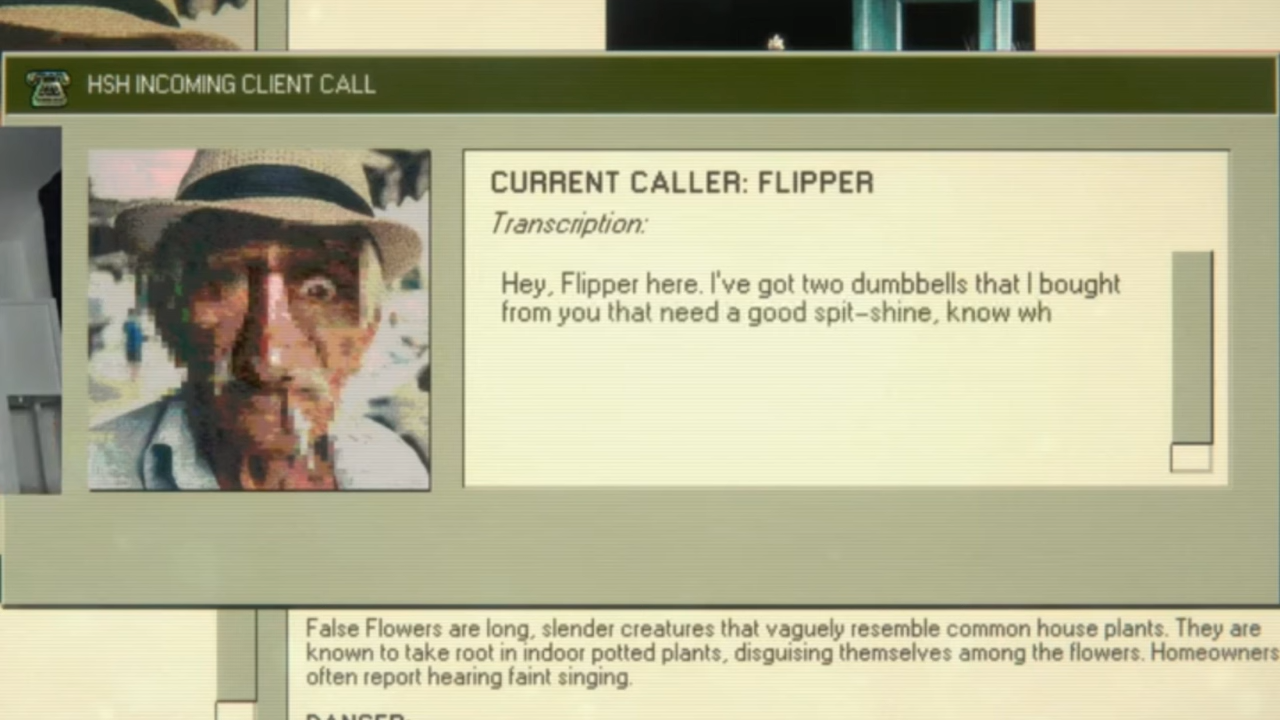 HSH INCOMING CLIENT CALL
CURRENT CALLER: FLIPPER
Transcription:
Hey, Flipper here. I've got two dumbbells that I bought
from you that need a good spit-shine, know wh
False Flowers are long, slender creatures that vaguely resemble common house plants. They are
known to take root in indoor potted plants, disguising themselves among the flowers. Homeowners
often report hearing faint singing.
DANGER: